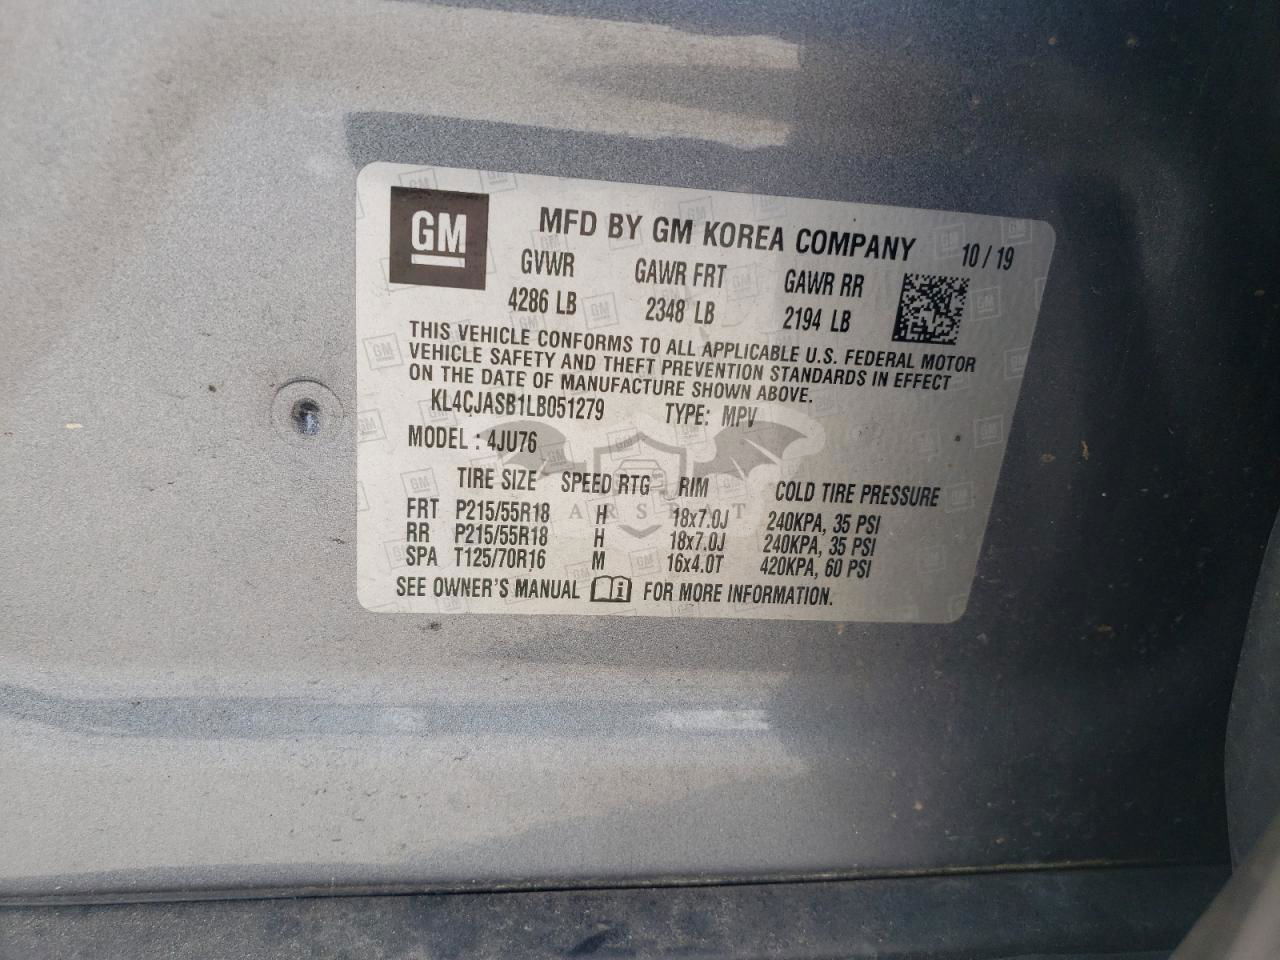 GM MFD BY GM KOREA COMPANY 10 / 19
GVWR GAWR FRT GAWR RR
4286 LB 2348 LB 2194 LB
THIS VEHICLE CONFORMS TO ALL APPLICABLE U.S. FEDERAL MOTOR
VEHICLE SAFETY AND THEFT PREVENTION STANDARDS IN EFFECT
ON THE DATE OF MANUFACTURE SHOWN ABOVE.
KL4CJASB1LB051279 TYPE: MPV
MODEL : 4JU76
TIRE SIZE SPEED RTG RIM COLD TIRE PRESSURE
FRT P215/55R18 H 18x7.0J 240KPA, 35 PSI
RR P215/55R18 H 18x7.0J 240KPA, 35 PSI
SPA T125/70R16 M 16x4.0T 420KPA, 60 PSI
SEE OWNER'S MANUAL FOR MORE INFORMATION.